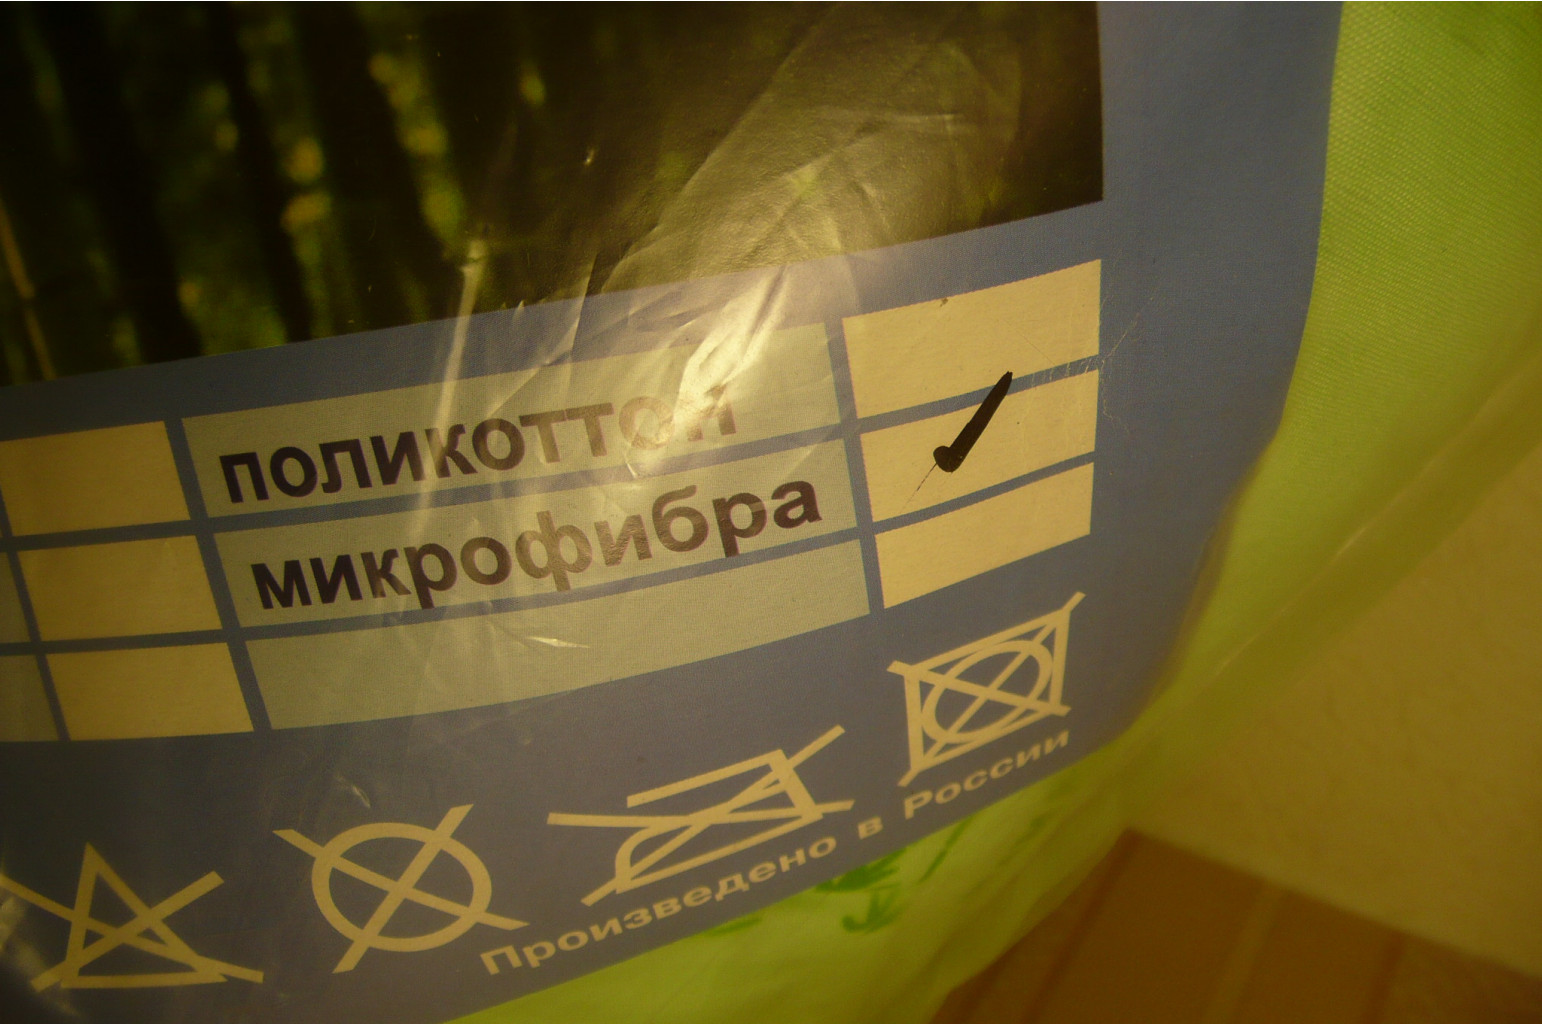 поликоттон
микрофибра
Произведено в России